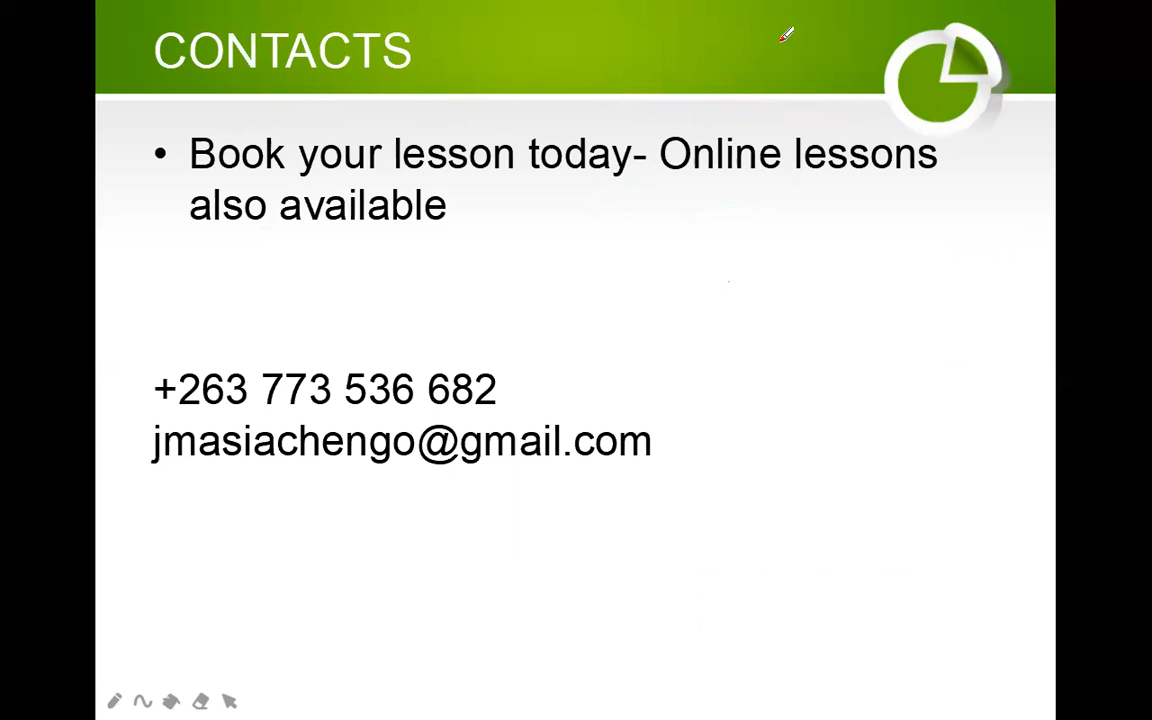 CONTACTS
• Book your lesson today- Online lessons
also available
+263 773 536 682
jmasiachengo@gmail.com